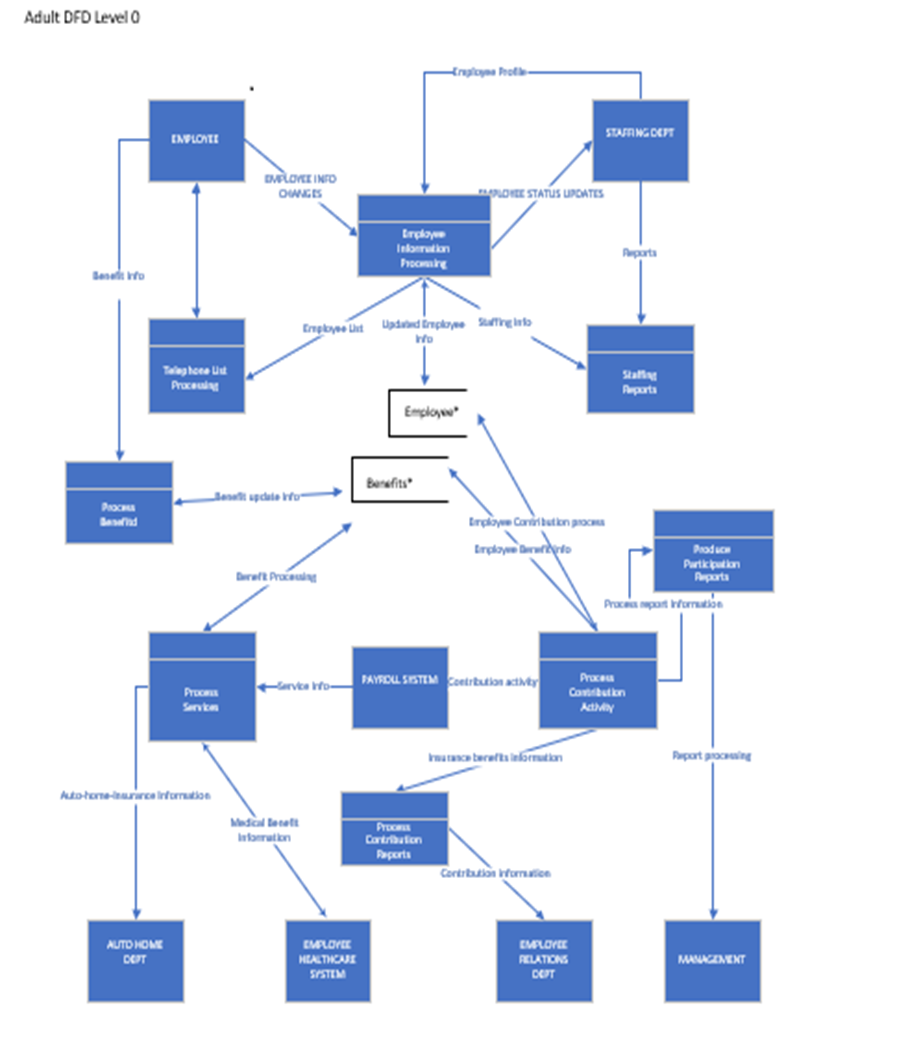 Adult DFD Level 0
Employee Profile
EMPLOYEE
STAFFING DEPT
EMPLOYEE INFO
CHANGES
EMPLOYEE STATUS UPDATES
Employee
Information
Processing
Reports
Benefit Info
Employee List
Updated Employee
Info
Staffing Info
Telephone List
Processing
Staffing
Reports
Employee*
Benefits*
Benefit update Info
Process
Benefitd
Employee Contribution process
Employee Benefit Info
Produce
Participation
Reports
Benefit Processing
Process report Information
Process
Services
Service Info
PAYROLL SYSTEM
Contribution activity
Process
Contribution
Activity
Insurance benefits information
Report processing
Auto-home-Insurance Information
Medical Benefit
Information
Process
Contribution
Reports
Contribution Information
AUTO HOME
DEPT
EMPLOYEE
HEALTHCARE
SYSTEM
EMPLOYEE
RELATIONS
DEPT
MANAGEMENT